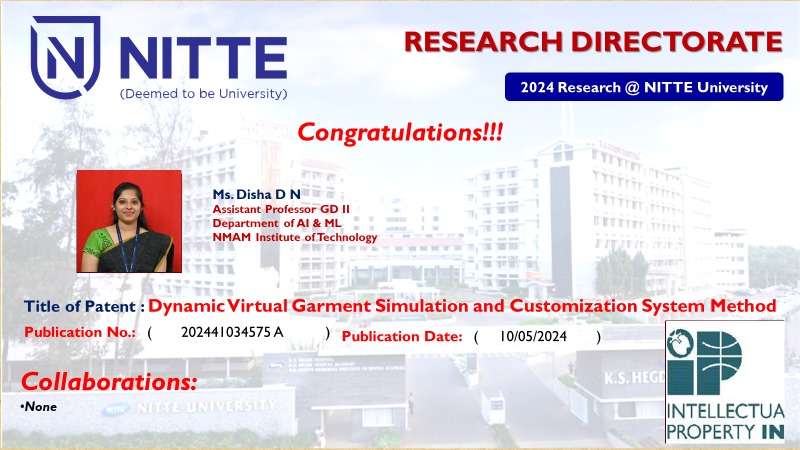 NITTE
(Deemed to be University)
RESEARCH DIRECTORATE
2024 Research @ NITTE University
Congratulations!!!
Ms. Disha D N
Assistant Professor GD II
Department of AI & ML
NMAM Institute of Technology
Title of Patent : Dynamic Virtual Garment Simulation and Customization System Method
Publication No.: ( 202441034575 A ) Publication Date: ( 10/05/2024 )
Collaborations:
•None
NITTE UNIVERSITY
K.S. HEGD
INTELLECTUA
PROPERTY IN